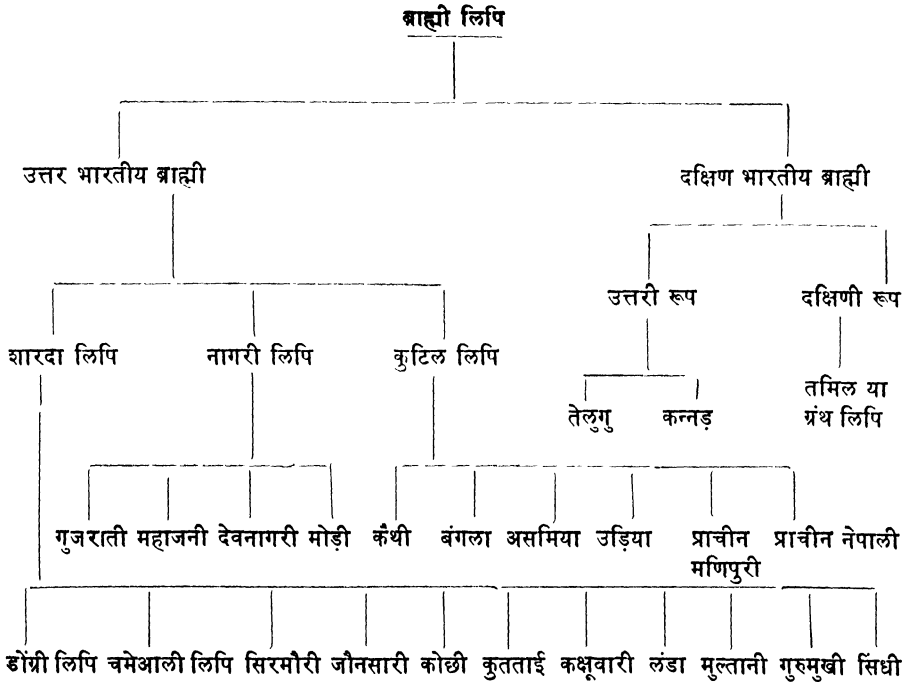 ब्राह्मी लिपि
उत्तर भारतीय ब्राह्मी दक्षिण भारतीय ब्राह्मी
उत्तरी रूप दक्षिणी रूप
शारदा लिपि नागरी लिपि कुटिल लिपि
तेलुगु कन्नड़ तमिल या
ग्रंथ लिपि
गुजराती महाजनी देवनागरी मोड़ी कैथी बंगला असमिया उड़िया प्राचीन प्राचीन नेपाली
मणिपुरी
डोंग्री लिपि चमेआली लिपि सिरमौरी जौनसारी कोछी कुतताई कक्षूवारी लंडा मुल्तानी गुरुमुखी सिंधी